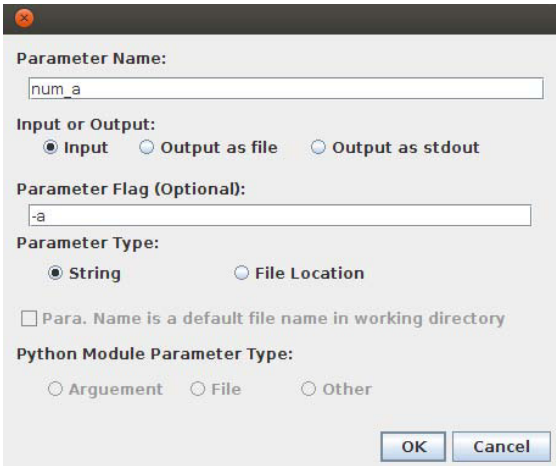 Parameter Name:
num_a
Input or Output:
Input Output as file Output as stdout
Parameter Flag (Optional):
-a
Parameter Type:
String File Location
Para. Name is a default file name in working directory
Python Module Parameter Type:
Arguement File Other
OK Cancel